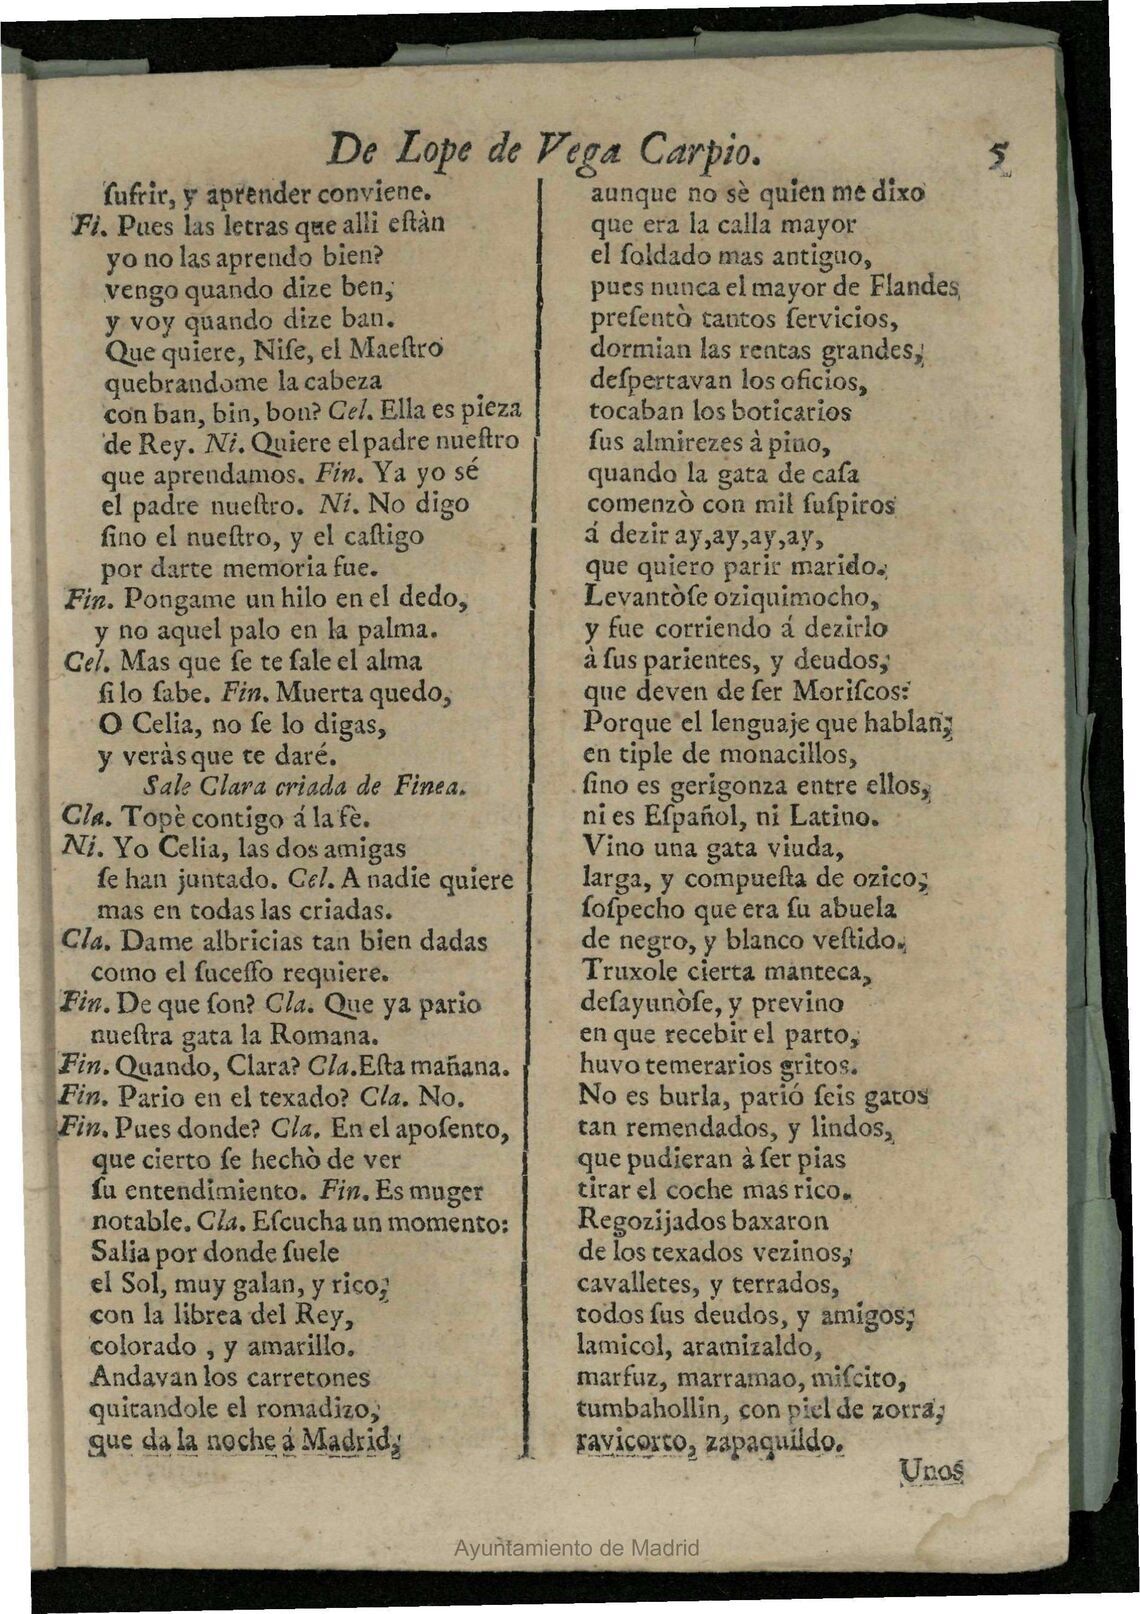 De Lope de Vega Carpio. 5
ſufrir, y aprender conviene.
Fi. Pues las letras que alli eſtàn
yo no las aprendo bien?
vengo quando dize ben,
y voy quando dize ban.
Que quiere, Niſe, el Maeſtro
quebrandome la cabeza
con ban, bin, bon? Cel. Ella es pieza
de Rey. Ni. Quiere el padre nueſtro
que aprendamos. Fin. Ya yo sé
el padre nueſtro. Ni. No digo
ſino el nueſtro, y el caſtigo
por darte memoria fue.
Fin. Pongame un hilo en el dedo,
y no aquel palo en la palma.
Cel. Mas que ſe te ſale el alma
ſi lo ſabe. Fin. Muerta quedo,
O Celia, no ſe lo digas,
y veràs que te daré.
Sale Clara criada de Finea.
Cla. Topè contigo á la fè.
Ni. Yo Celia, las dos amigas
ſe han juntado. Cel. A nadie quiere
mas en todas las criadas.
Cla. Dame albricias tan bien dadas
como el ſuceſſo requiere.
Fin. De que ſon? Cla. Que ya pario
nueſtra gata la Romana.
Fin. Quando, Clara? Cla. Eſta mañana.
Fin. Pario en el texado? Cla. No.
Fin. Pues donde? Cla. En el apoſento,
que cierto ſe hechò de ver
ſu entendimiento. Fin. Es muger
notable. Cla. Eſcucha un momento:
Salia por donde ſuele
el Sol, muy galan, y rico;
con la librea del Rey,
colorado , y amarillo.
Andavan los carretones
quitandole el romadizo,
que da la noche á Madrid;
aunque no sè quien me dixo
que era la calla mayor
el ſoldado mas antiguo,
pues nunca el mayor de Flandes
preſentò tantos ſervicios,
dormian las rentas grandes,
deſpertavan los oficios,
tocaban los boticarios
ſus almirezes à pino,
quando la gata de caſa
comenzò con mil ſuſpiros
á dezir ay,ay,ay,ay,
que quiero parir marido.
Levantòſe oziquimocho,
y fue corriendo á dezirlo
à ſus parientes, y deudos,
que deven de ſer Moriſcos:
Porque el lenguaje que hablan;
en tiple de monacillos,
ſino es gerigonza entre ellos,
ni es Eſpañol, ni Latino.
Vino una gata viuda,
larga, y compueſta de ozico;
ſoſpecho que era ſu abuela
de negro, y blanco veſtido.
Truxole cierta manteca,
deſayunòſe, y previno
en que recebir el parto,
huvo temerarios gritos.
No es burla, parió ſeis gatos
tan remendados, y lindos,
que pudieran à ſer pias
tirar el coche mas rico.
Regozijados baxaron
de los texados vezinos,
cavalletes, y terrados,
todos ſus deudos, y amigos;
lamicol, aramizaldo,
marfuz, marramao, miſcito,
tumbahollin, con piel de zorra,
ravicorto, zapaquildo.
Unos
Ayuntamiento de Madrid